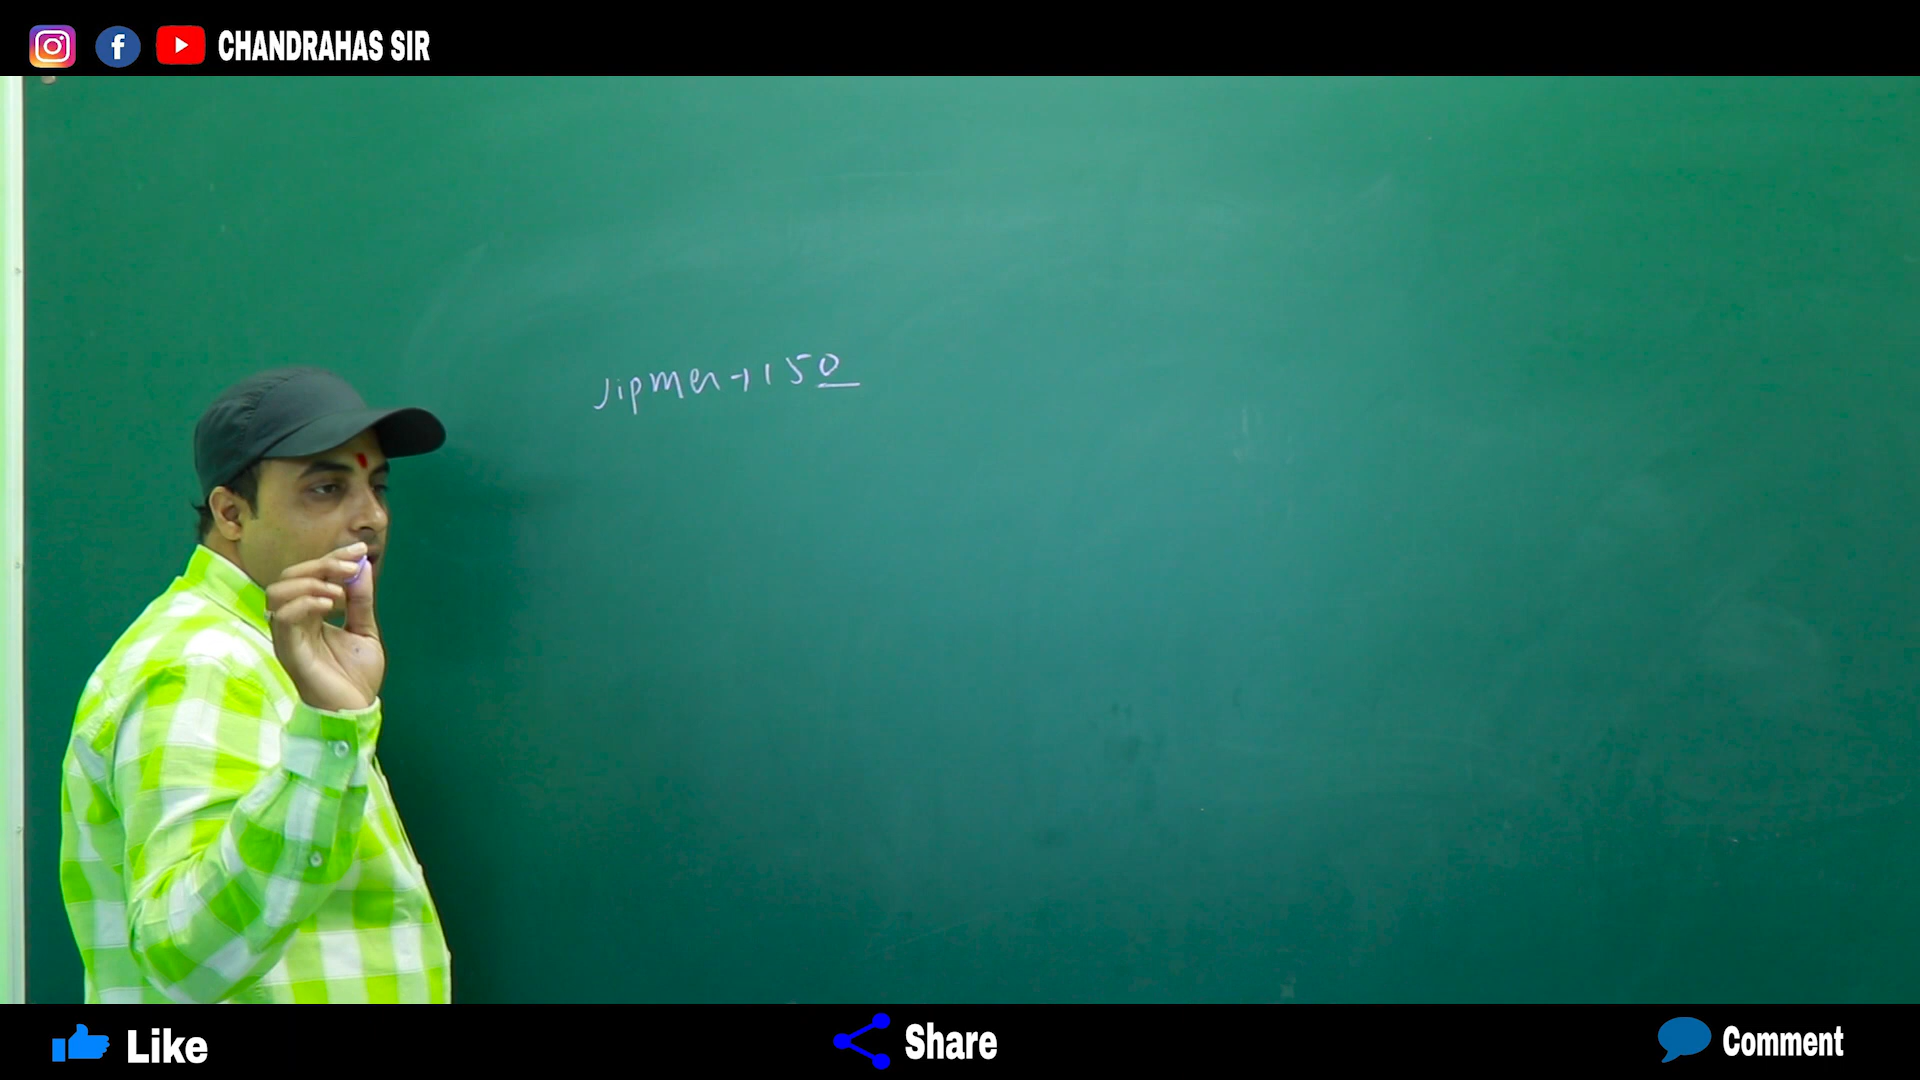 CHANDRAHAS SIR
Jipmer → 150
Like
Share
Comment